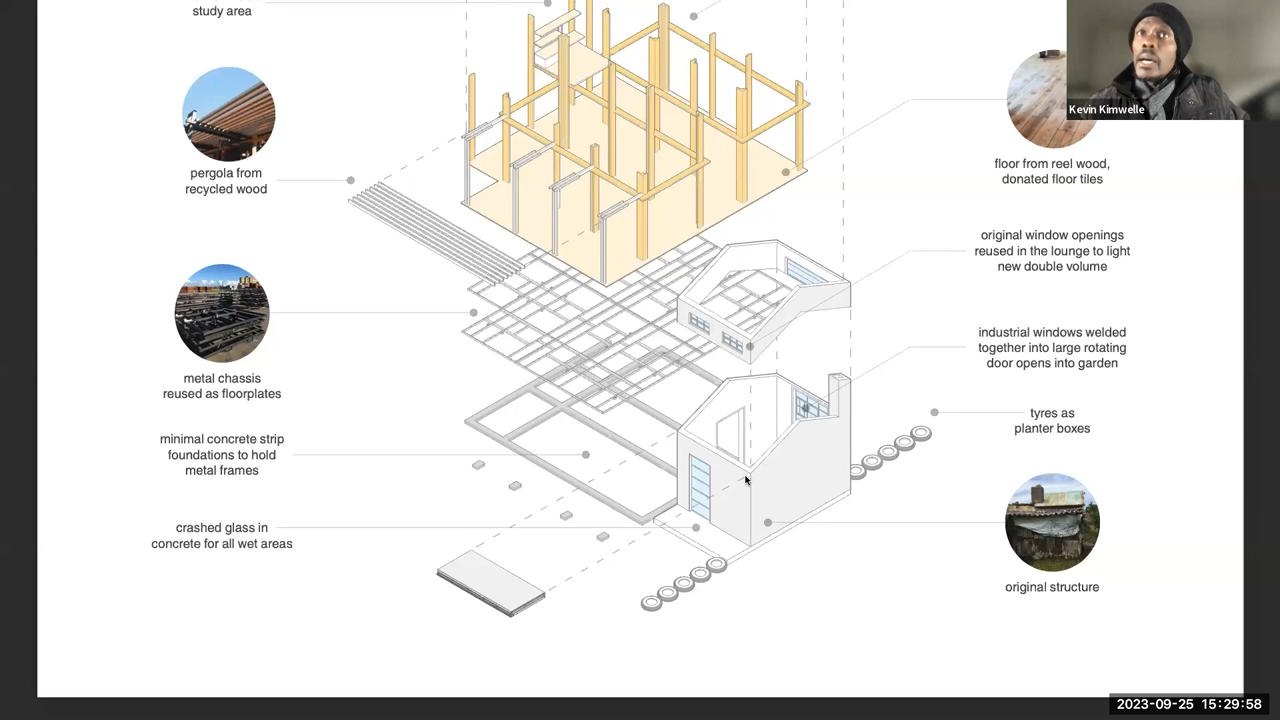 study area
Kevin Kimwelle
pergola from
recycled wood
floor from reel wood,
donated floor tiles
original window openings
reused in the lounge to light
new double volume
metal chassis
reused as floorplates
industrial windows welded
together into large rotating
door opens into garden
minimal concrete strip
foundations to hold
metal frames
tyres as
planter boxes
crashed glass in
concrete for all wet areas
original structure
2023-09-25 15:29:58